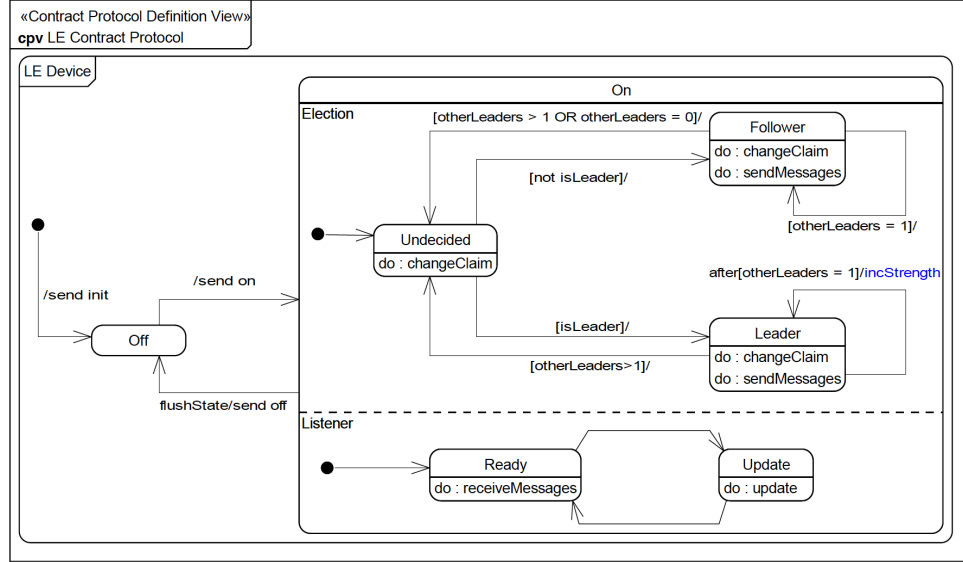 «Contract Protocol Definition View»
cpv LE Contract Protocol
LE Device
On
Election
[otherLeaders > 1 OR otherLeaders = 0]/
Follower
do : changeClaim
do : sendMessages
[not isLeader]/
[otherLeaders = 1]/
Undecided
do : changeClaim
after[otherLeaders = 1]/incStrength
/send on
/send init
[isLeader]/
Leader
Off
do : changeClaim
[otherLeaders>1]/
do : sendMessages
flushState/send off
Listener
Ready
do : receiveMessages
Update
do : update